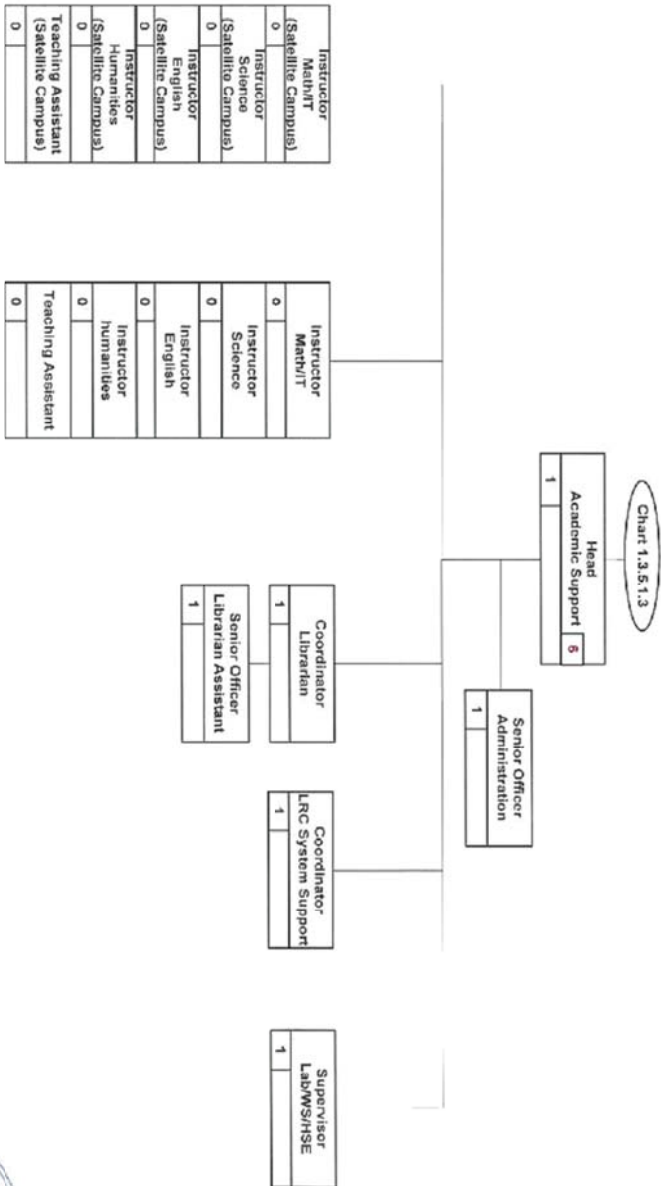 Chart 1.3.5.1.3
Head
Academic Support
6
1
Senior Officer
Administration
1
Instructor
Math/IT
(Satellite Campus)
0
Instructor
Science
(Satellite Campus)
0
Instructor
English
(Satellite Campus)
0
Instructor
Humanities
(Satellite Campus)
0
Teaching Assistant
(Satellite Campus)
0
Instructor
Math/IT
0
Instructor
Science
0
Instructor
English
0
Instructor
humanities
0
Teaching Assistant
0
Coordinator
Librarian
1
Senior Officer
Librarian Assistant
1
Coordinator
LRC System Support
1
Supervisor
Lab/WS/HSE
1